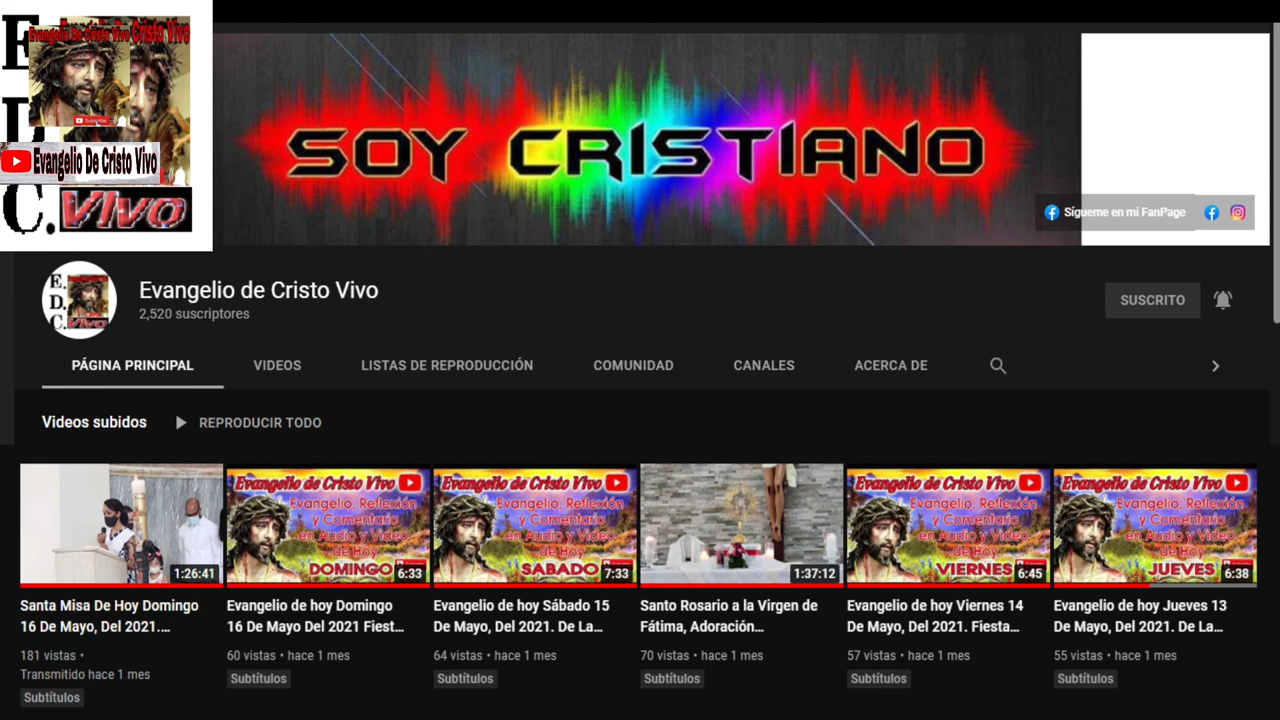 E.
Evangelio De Cristo Vivo Cristo Vivo
D.
Subscribe
Evangelio De Cristo Vivo
C. Vivo
SOY CRISTIANO
Sígueme en mi FanPage
E.
D.
C. Vivo
Evangelio de Cristo Vivo
2,520 suscriptores
SUSCRITO
PÁGINA PRINCIPAL VIDEOS LISTAS DE REPRODUCCIÓN COMUNIDAD CANALES ACERCA DE
Videos subidos REPRODUCIR TODO
1:26:41
Evangelio de Cristo Vivo
Evangelio, Reflexión
y Comentario
en Audio y Video
de Hoy
DOMINGO 6:33
Evangelio de Cristo Vivo
Evangelio, Reflexión
y Comentario
en Audio y Video
de Hoy
SABADO 7:33
1:37:12
Evangelio de Cristo Vivo
Evangelio, Reflexión
y Comentario
en Audio y Video
de Hoy
VIERNES 6:45
Evangelio de Cristo Vivo
Evangelio, Reflexión
y Comentario
en Audio y Video
de Hoy
JUEVES 6:38
Santa Misa De Hoy Domingo
16 De Mayo, Del 2021....
181 vistas •
Transmitido hace 1 mes
Subtítulos
Evangelio de hoy Domingo
16 De Mayo Del 2021 Fiest...
60 vistas • hace 1 mes
Subtítulos
Evangelio de hoy Sábado 15
De Mayo, Del 2021. De La...
64 vistas • hace 1 mes
Subtítulos
Santo Rosario a la Virgen de
Fátima, Adoración...
70 vistas • hace 1 mes
Subtítulos
Evangelio de hoy Viernes 14
De Mayo, Del 2021. Fiesta...
57 vistas • hace 1 mes
Subtítulos
Evangelio de hoy Jueves 13
De Mayo, Del 2021. De La...
55 vistas • hace 1 mes
Subtítulos